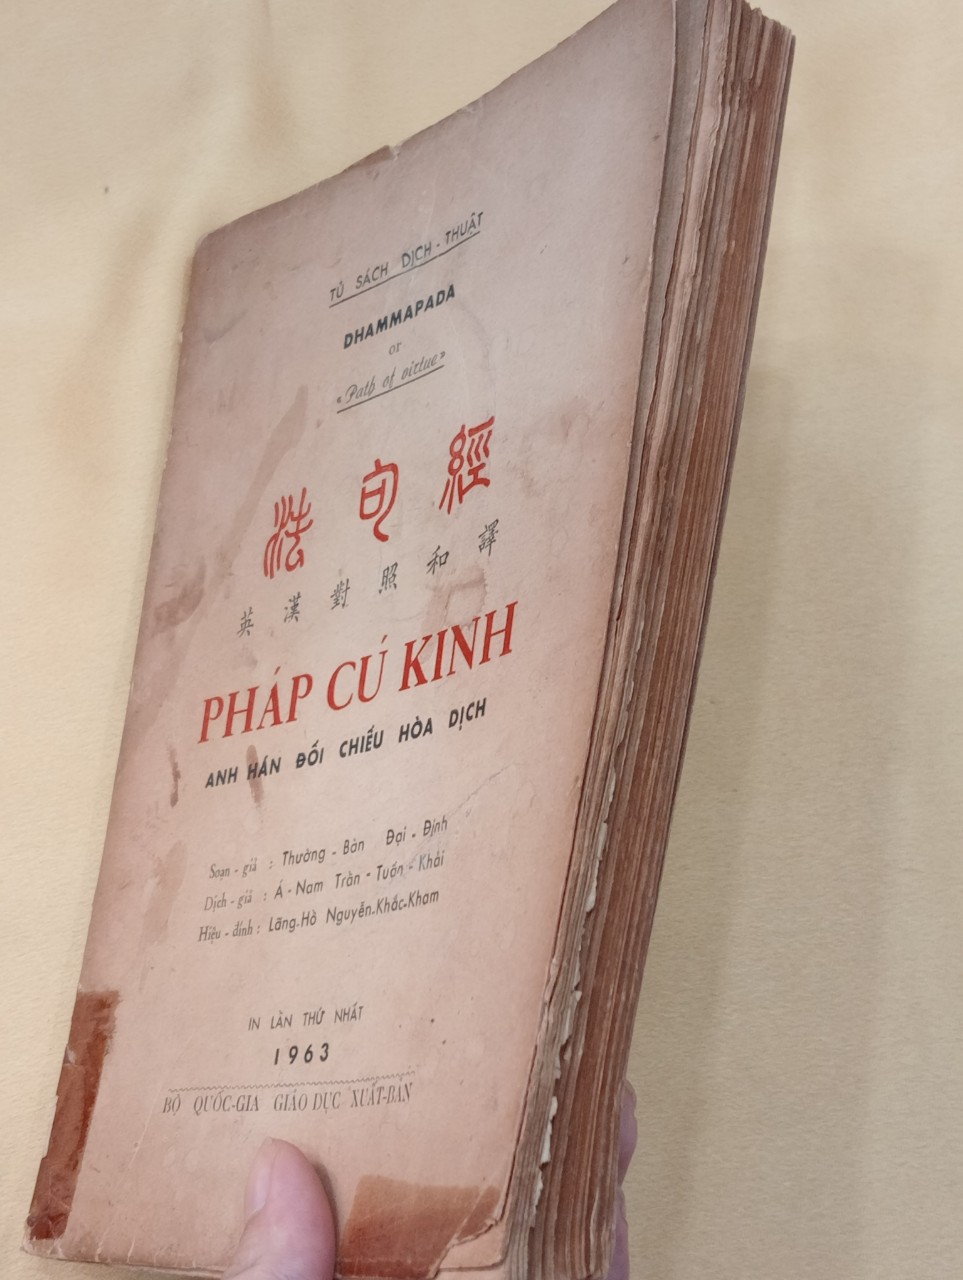 TỦ SÁCH DỊCH - THUẬT
DHAMMAPADA
or
«Path of virtue»
法句經
英漢對照和譯
PHÁP CÚ KINH
ANH HÁN ĐỐI CHIẾU HÒA DỊCH
Soạn - giả : Thường - Bàn Đại - Định
Dịch - giả : Á - Nam Trần - Tuấn - Khải
Hiệu - đính : Lãng-Hồ Nguyễn-Khắc-Kham
IN LẦN THỨ NHẤT
1963
BỘ QUỐC-GIA GIÁO DỤC XUẤT-BẢN